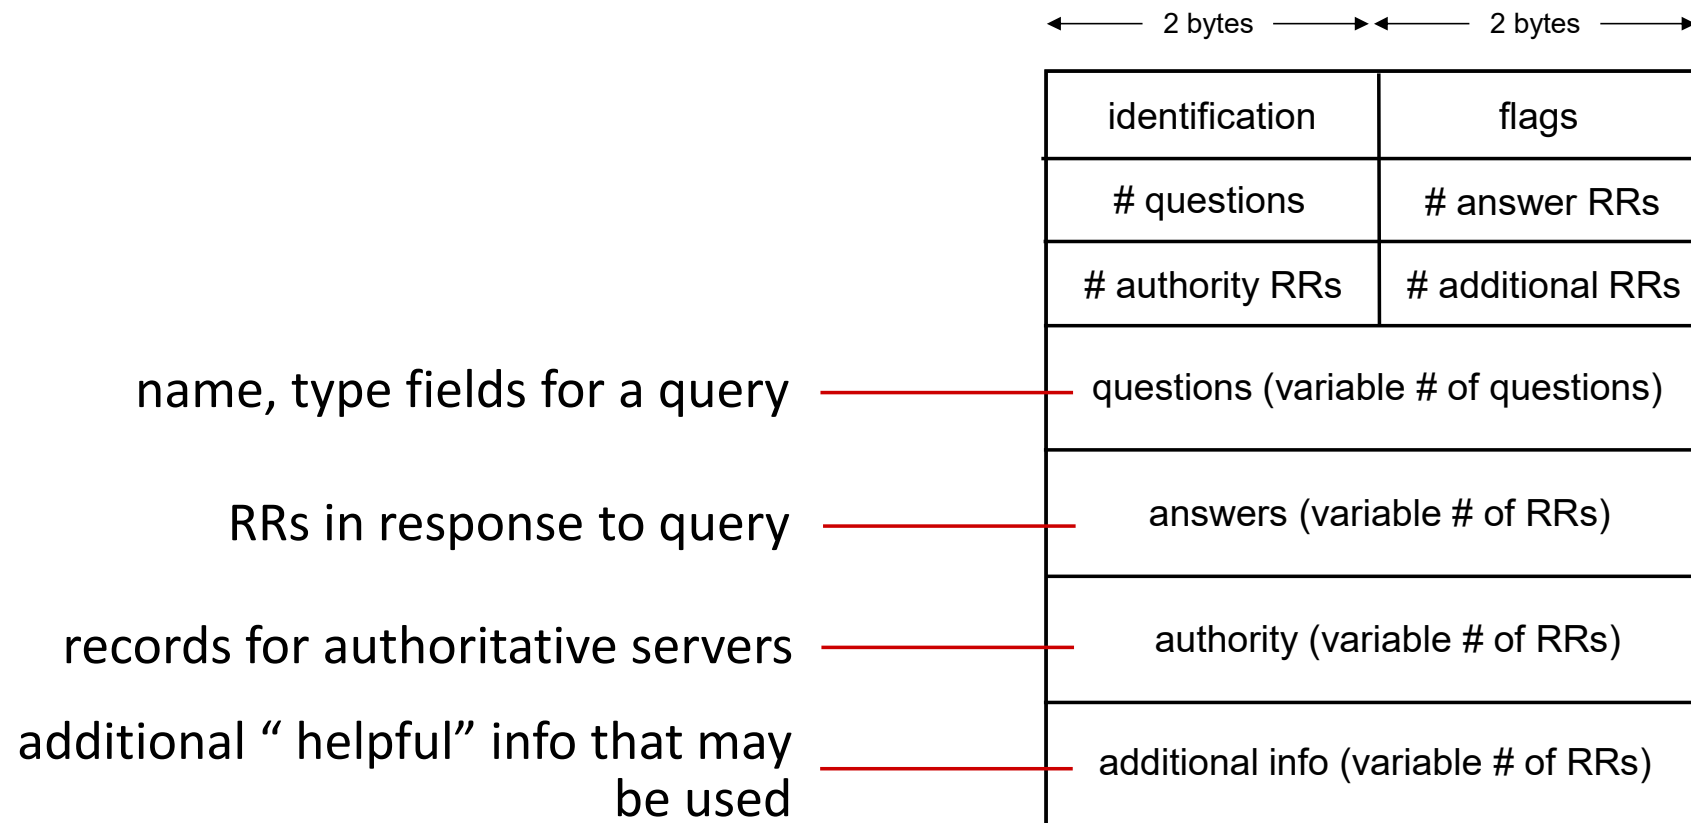 2 bytes 2 bytes
identification flags
# questions # answer RRs
# authority RRs # additional RRs
name, type fields for a query questions (variable # of questions)
RRs in response to query answers (variable # of RRs)
records for authoritative servers authority (variable # of RRs)
additional “ helpful” info that may
be used
additional info (variable # of RRs)